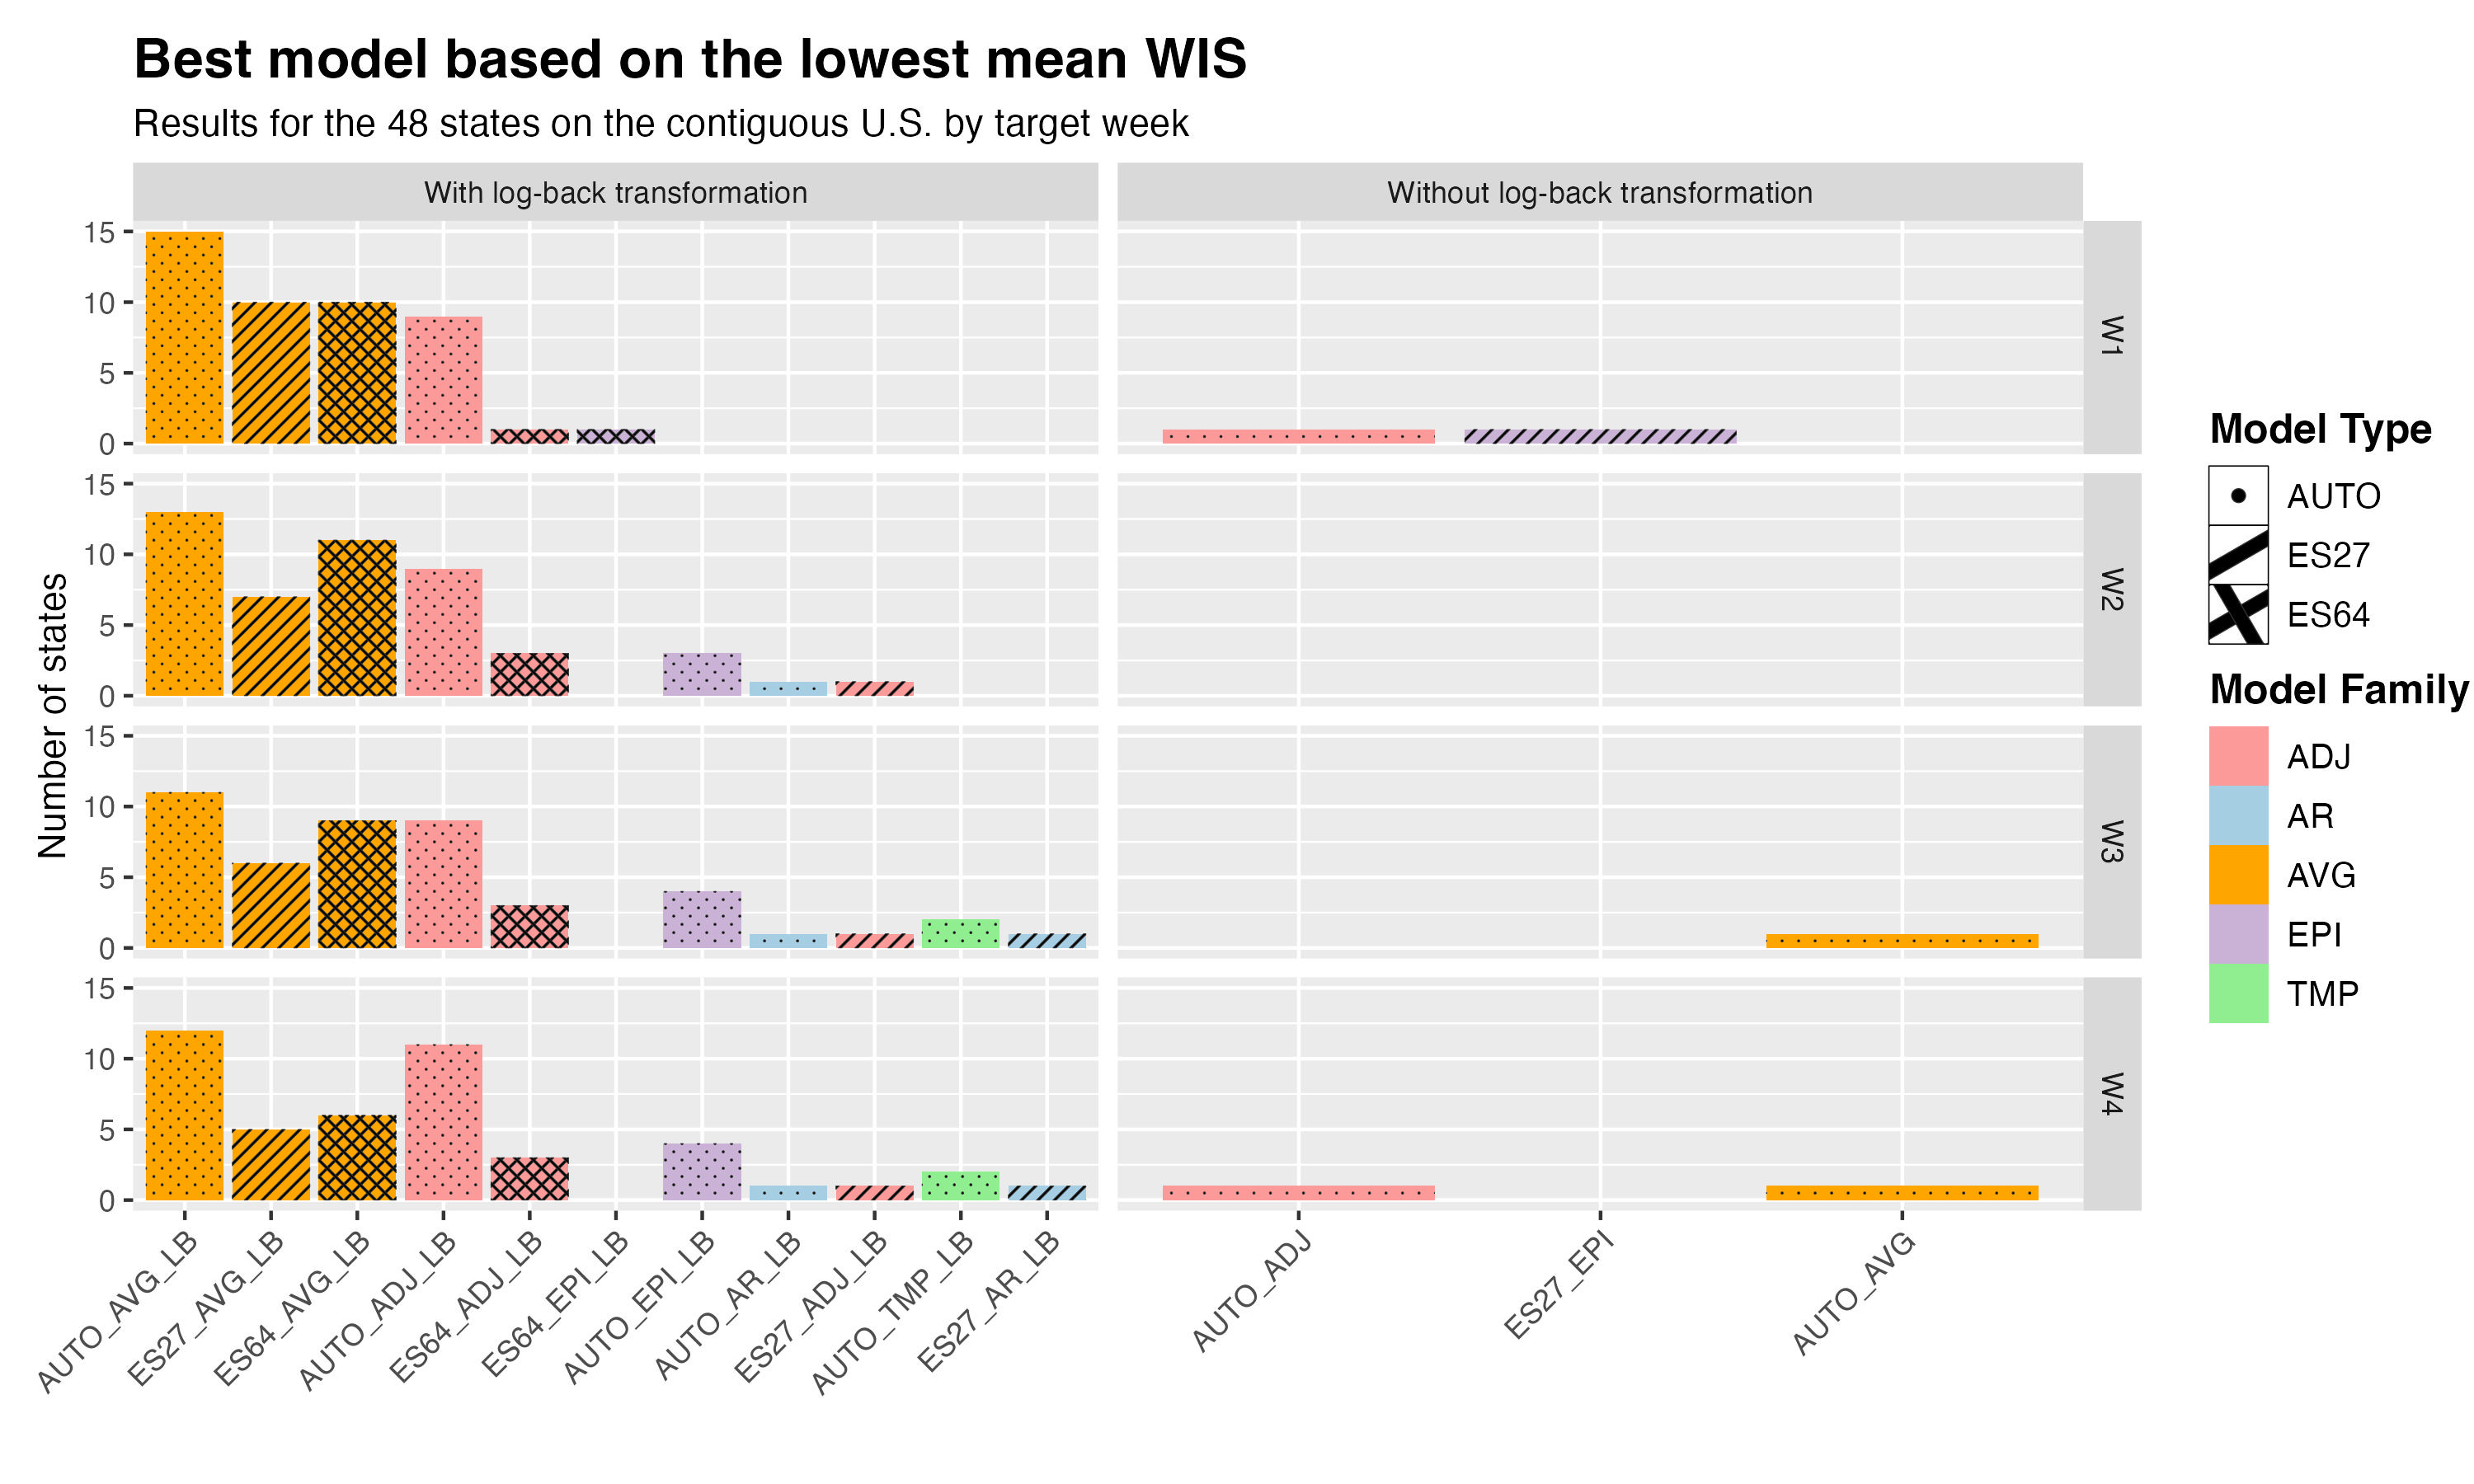 Best model based on the lowest mean WIS
Results for the 48 states on the contiguous U.S. by target week
With log-back transformation
Without log-back transformation
Number of states
15
10
5
0
W1
15
10
5
0
W2
15
10
5
0
W3
15
10
5
0
W4
AUTO_AVG_LB
ES27_AVG_LB
ES64_AVG_LB
AUTO_ADJ_LB
ES64_ADJ_LB
ES64_EPI_LB
AUTO_EPI_LB
AUTO_AR_LB
ES27_ADJ_LB
AUTO_TMP_LB
ES27_AR_LB
AUTO_ADJ
ES27_EPI
AUTO_AVG
Model Type
AUTO
ES27
ES64
Model Family
ADJ
AR
AVG
EPI
TMP